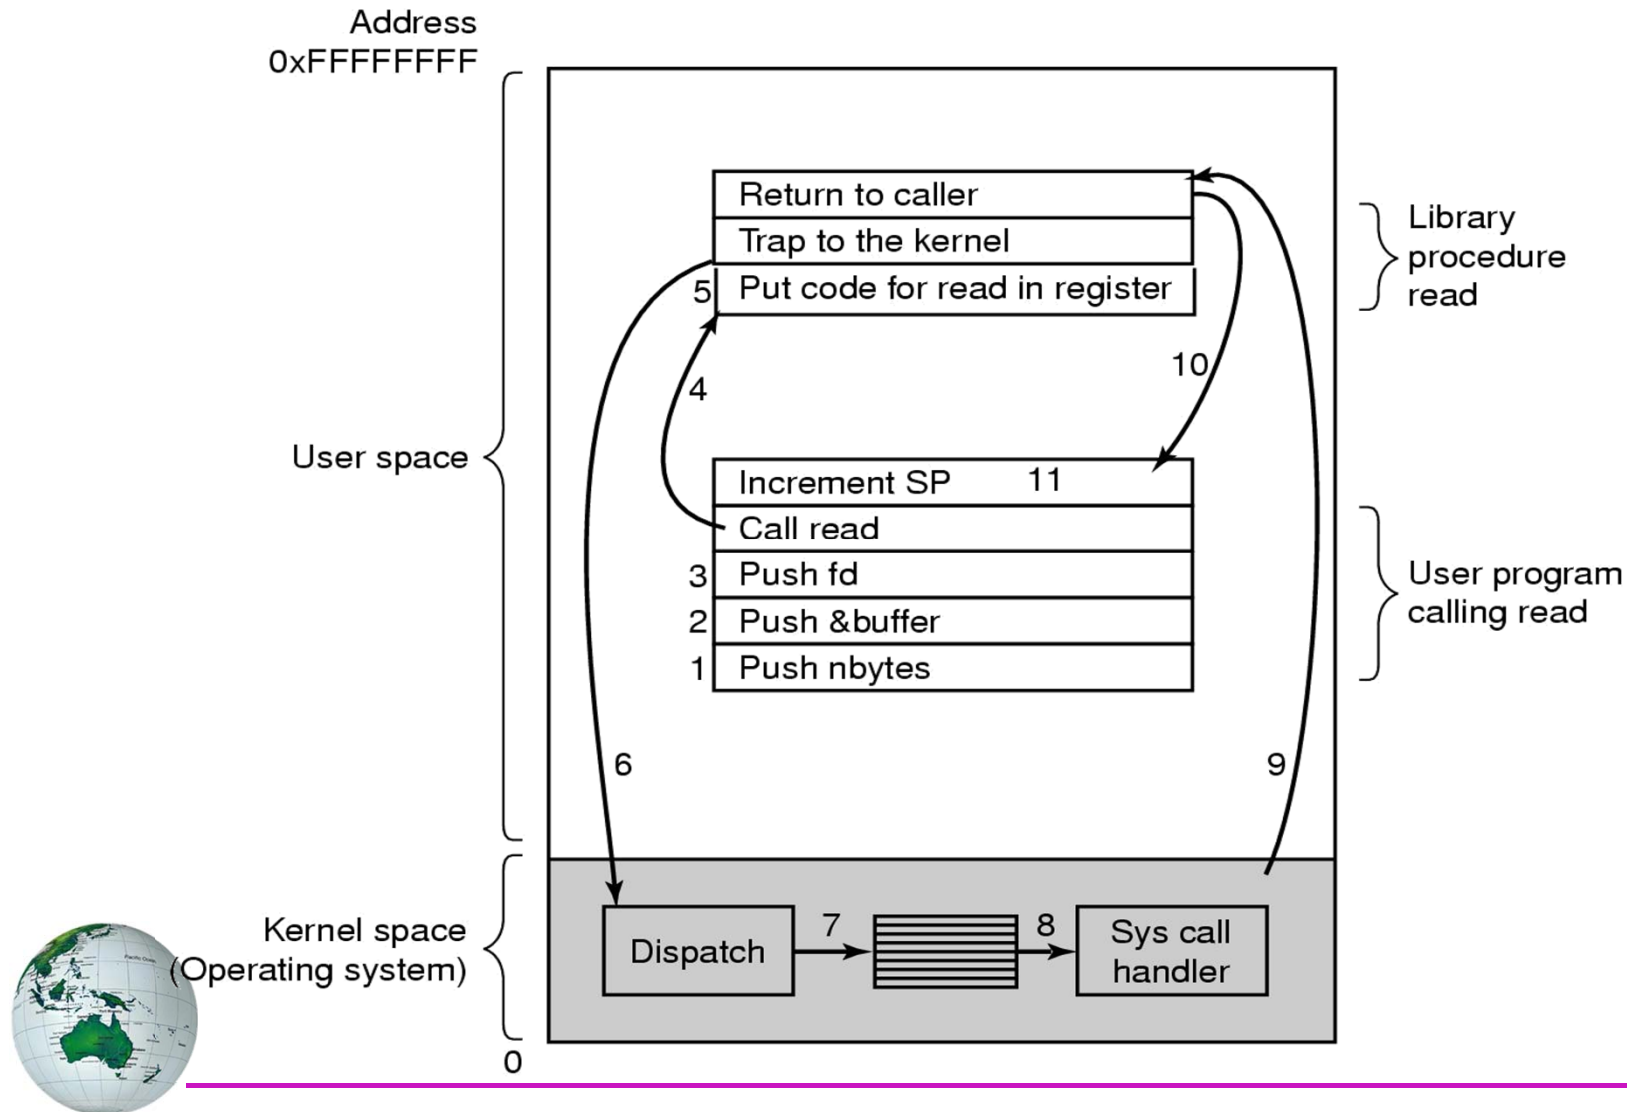 Address
0xFFFFFFFF
Return to caller
Trap to the kernel
5 Put code for read in register
Library
procedure
read
4
10
User space
Increment SP 11
Call read
3 Push fd
2 Push &buffer
1 Push nbytes
User program
calling read
6
9
Kernel space
(Operating system)
Dispatch
7
8
Sys call
handler
0
Pacific Ocean